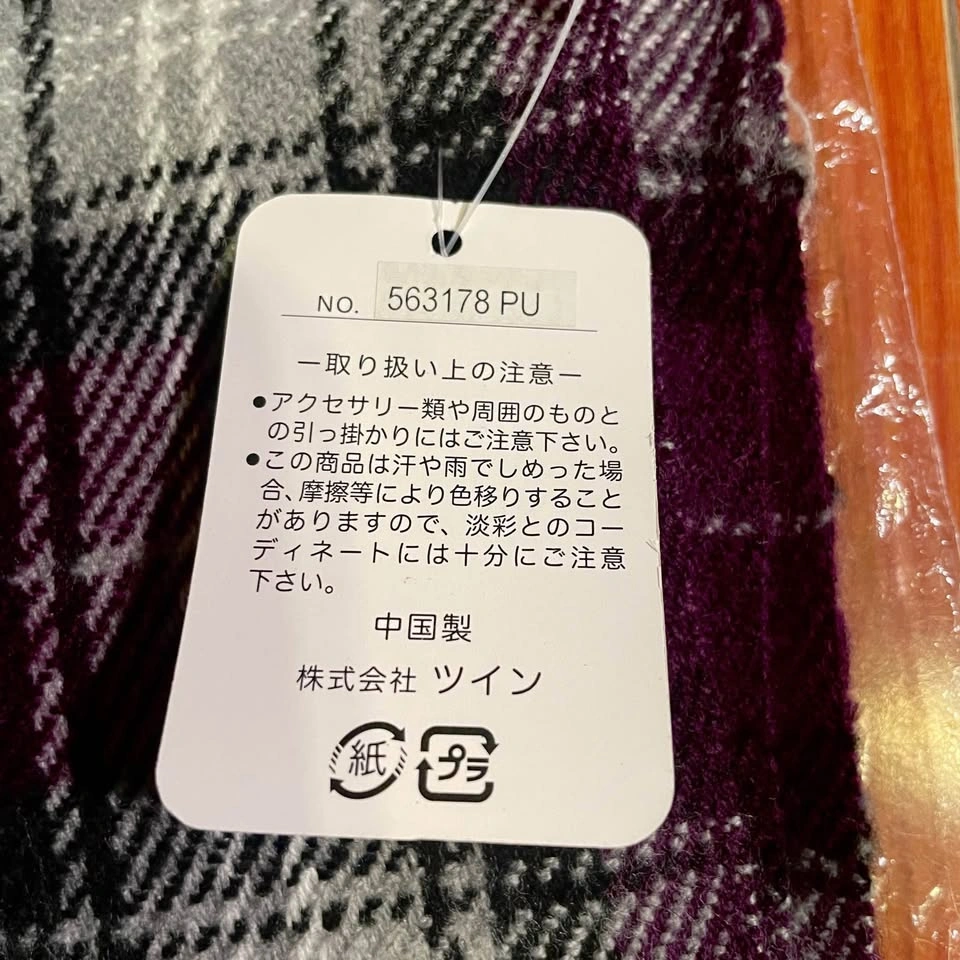 NO. 563178 PU
ー取り扱い上の注意ー
●アクセサリー類や周囲のものと
の引っ掛かりにはご注意下さい。
●この商品は汗や雨でしめった場
合、摩擦等により色移りすること
がありますので、淡彩とのコー
ディネートには十分にご注意
下さい。
中国製
株式会社 ツイン
紙 プラ